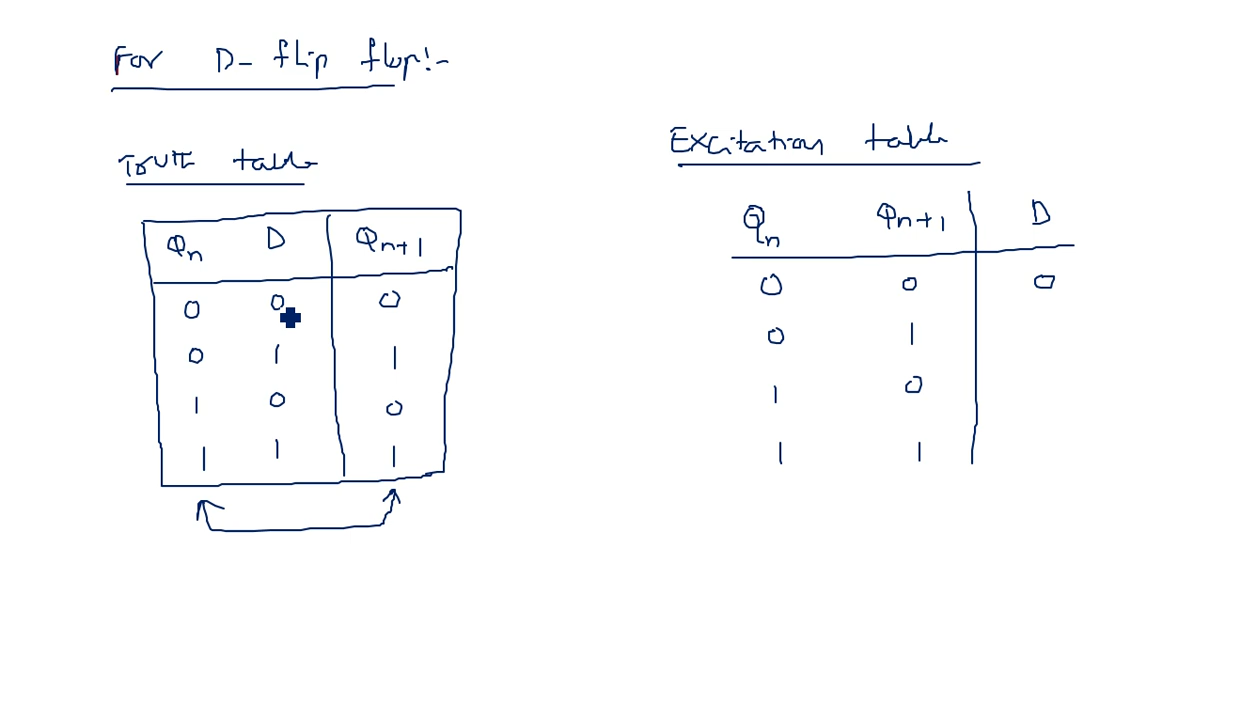 For D- flip flop:-
Truth table
Qn D Qn+1
0 0 0
0 1 1
1 0 0
1 1 1
Excitation table
Qn Qn+1 D
0 0 0
0 1
1 0
1 1